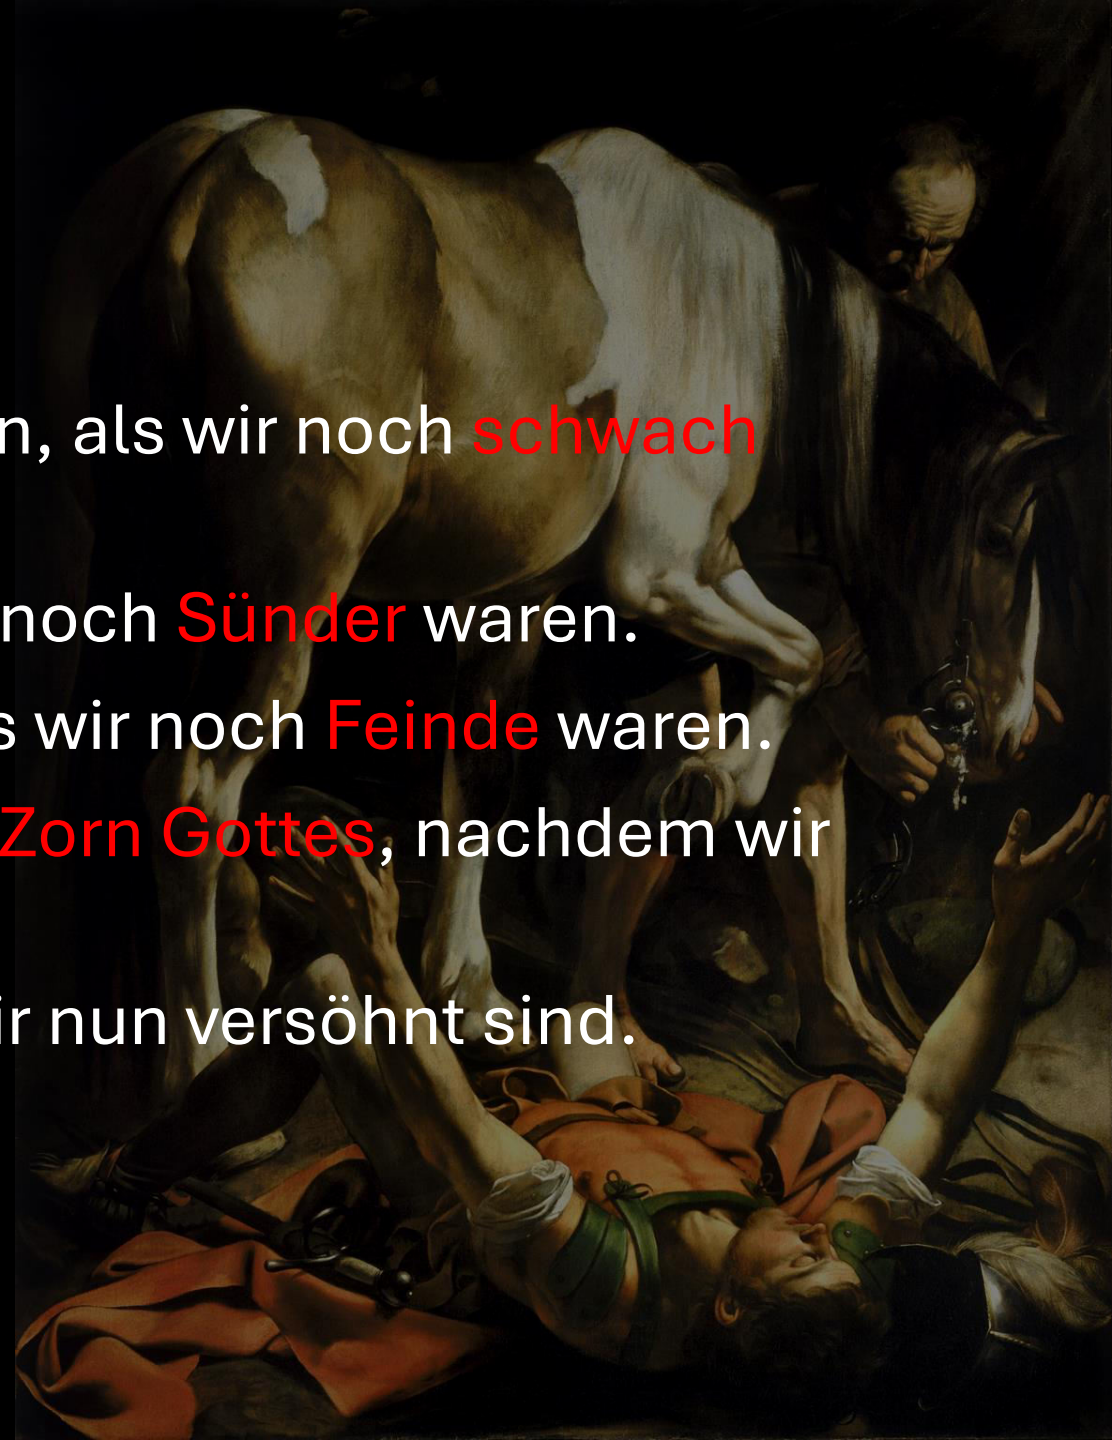 n, als wir noch schwach
noch Sünder waren.
s wir noch Feinde waren.
Zorn Gottes, nachdem wir
ir nun versöhnt sind.